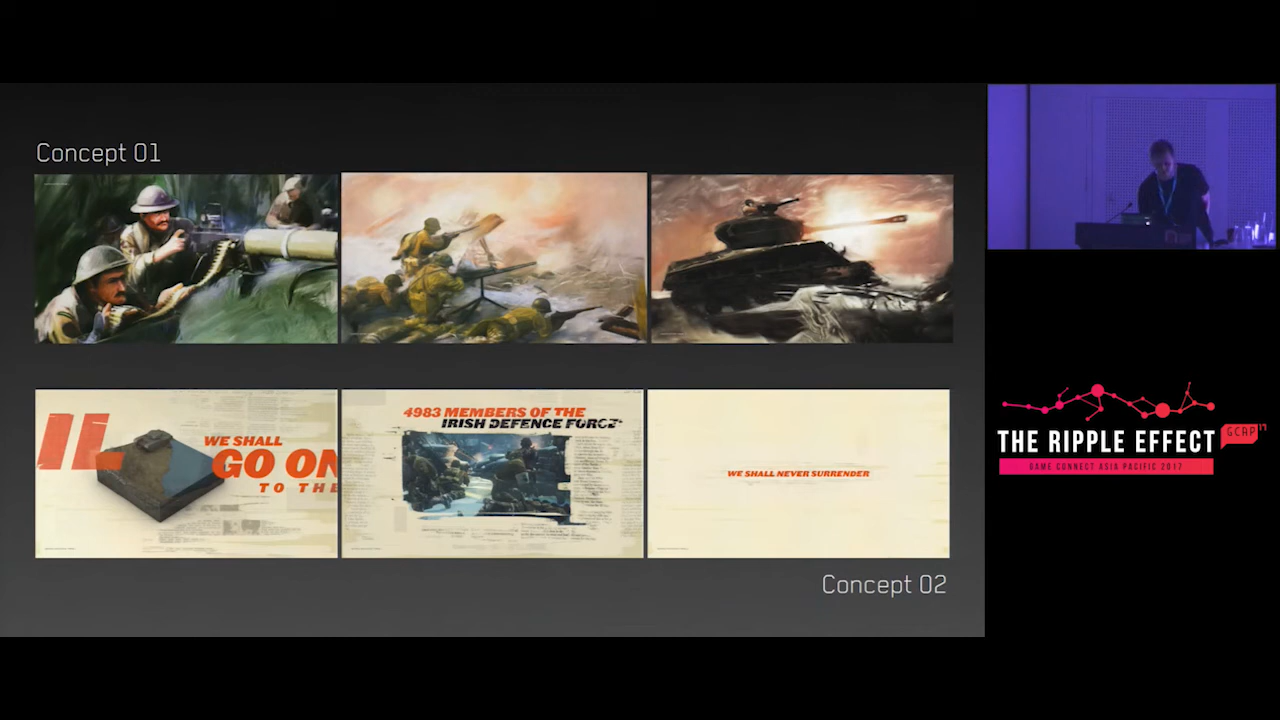 Concept 01
WE SHALL
GO ON
TO THE
4983 MEMBERS OF THE
IRISH DEFENCE FORCE
WE SHALL NEVER SURRENDER
Concept 02
THE RIPPLE EFFECT
GCAP 17
GAME CONNECT ASIA PACIFIC 2017